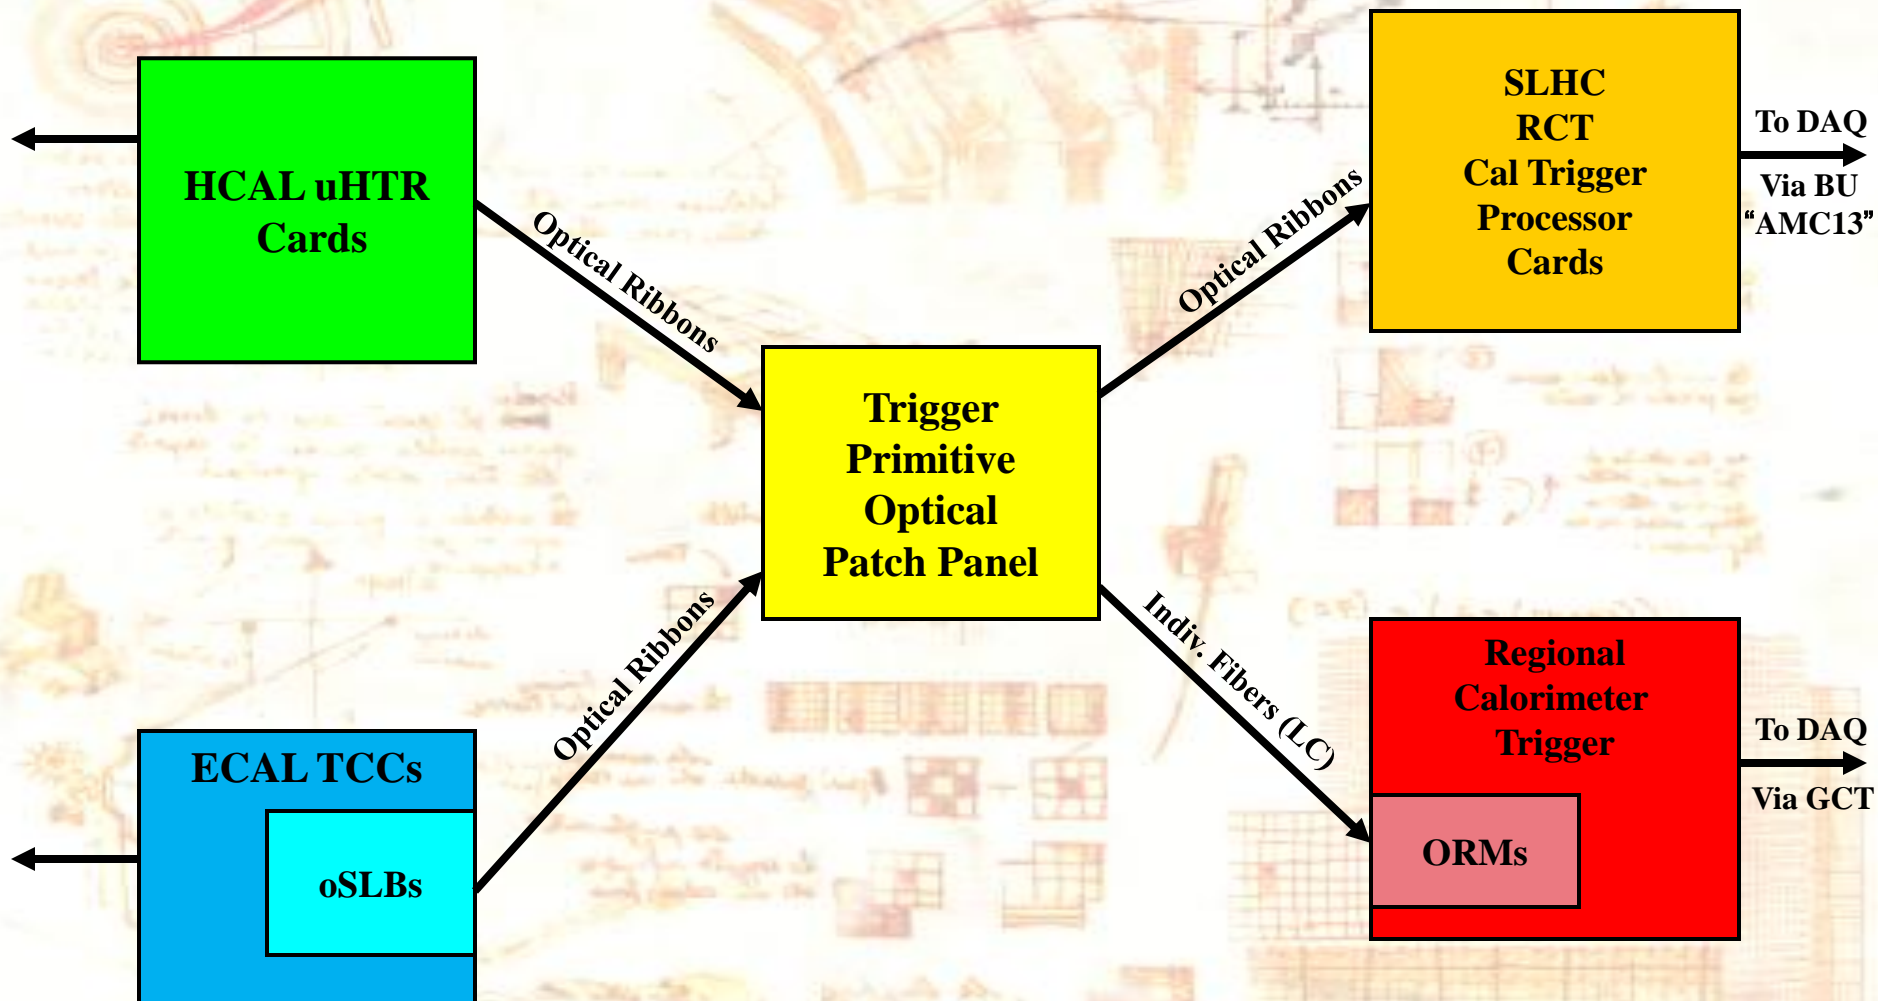 HCAL uHTR
Cards
Optical Ribbons
SLHC
RCT
Cal Trigger
Processor
Cards
To DAQ
Via BU
“AMC13”
Optical Ribbons
Trigger
Primitive
Optical
Patch Panel
ECAL TCCs
oSLBs
Optical Ribbons
Indiv. Fibers (LC)
Regional
Calorimeter
Trigger
ORMs
To DAQ
Via GCT